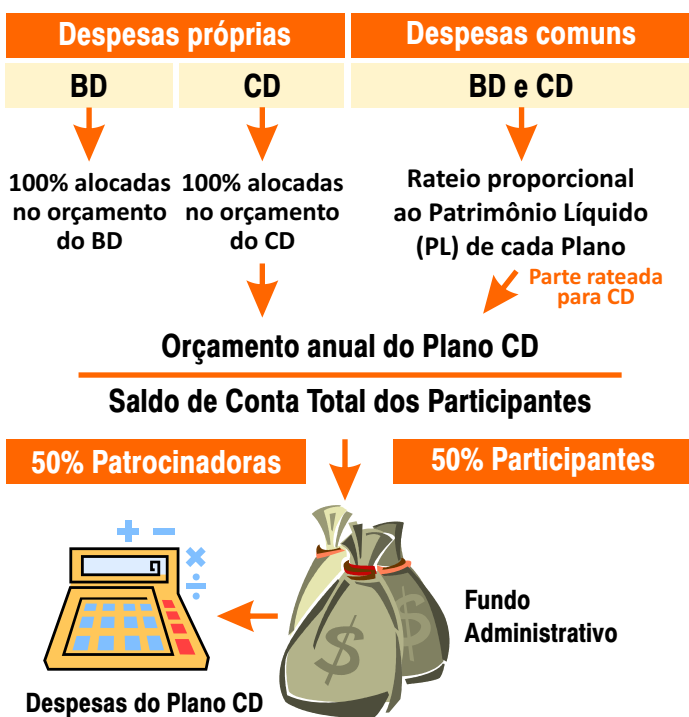 Despesas próprias
Despesas comuns
BD
CD
BD e CD
100% alocadas
no orçamento
do BD
100% alocadas
no orçamento
do CD
Rateio proporcional
ao Patrimônio Líquido
(PL) de cada Plano
Parte rateada
para CD
Orçamento anual do Plano CD
Saldo de Conta Total dos Participantes
50% Patrocinadoras
50% Participantes
Fundo
Administrativo
Despesas do Plano CD